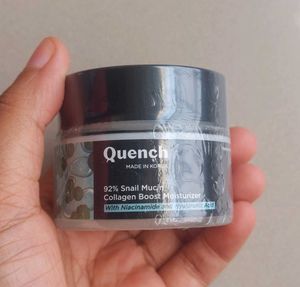 Quench
MADE IN KOREA
92% Snail Mucin
Collagen Boost Moisturizer
With Niacinamide and Hyaluronic Acid